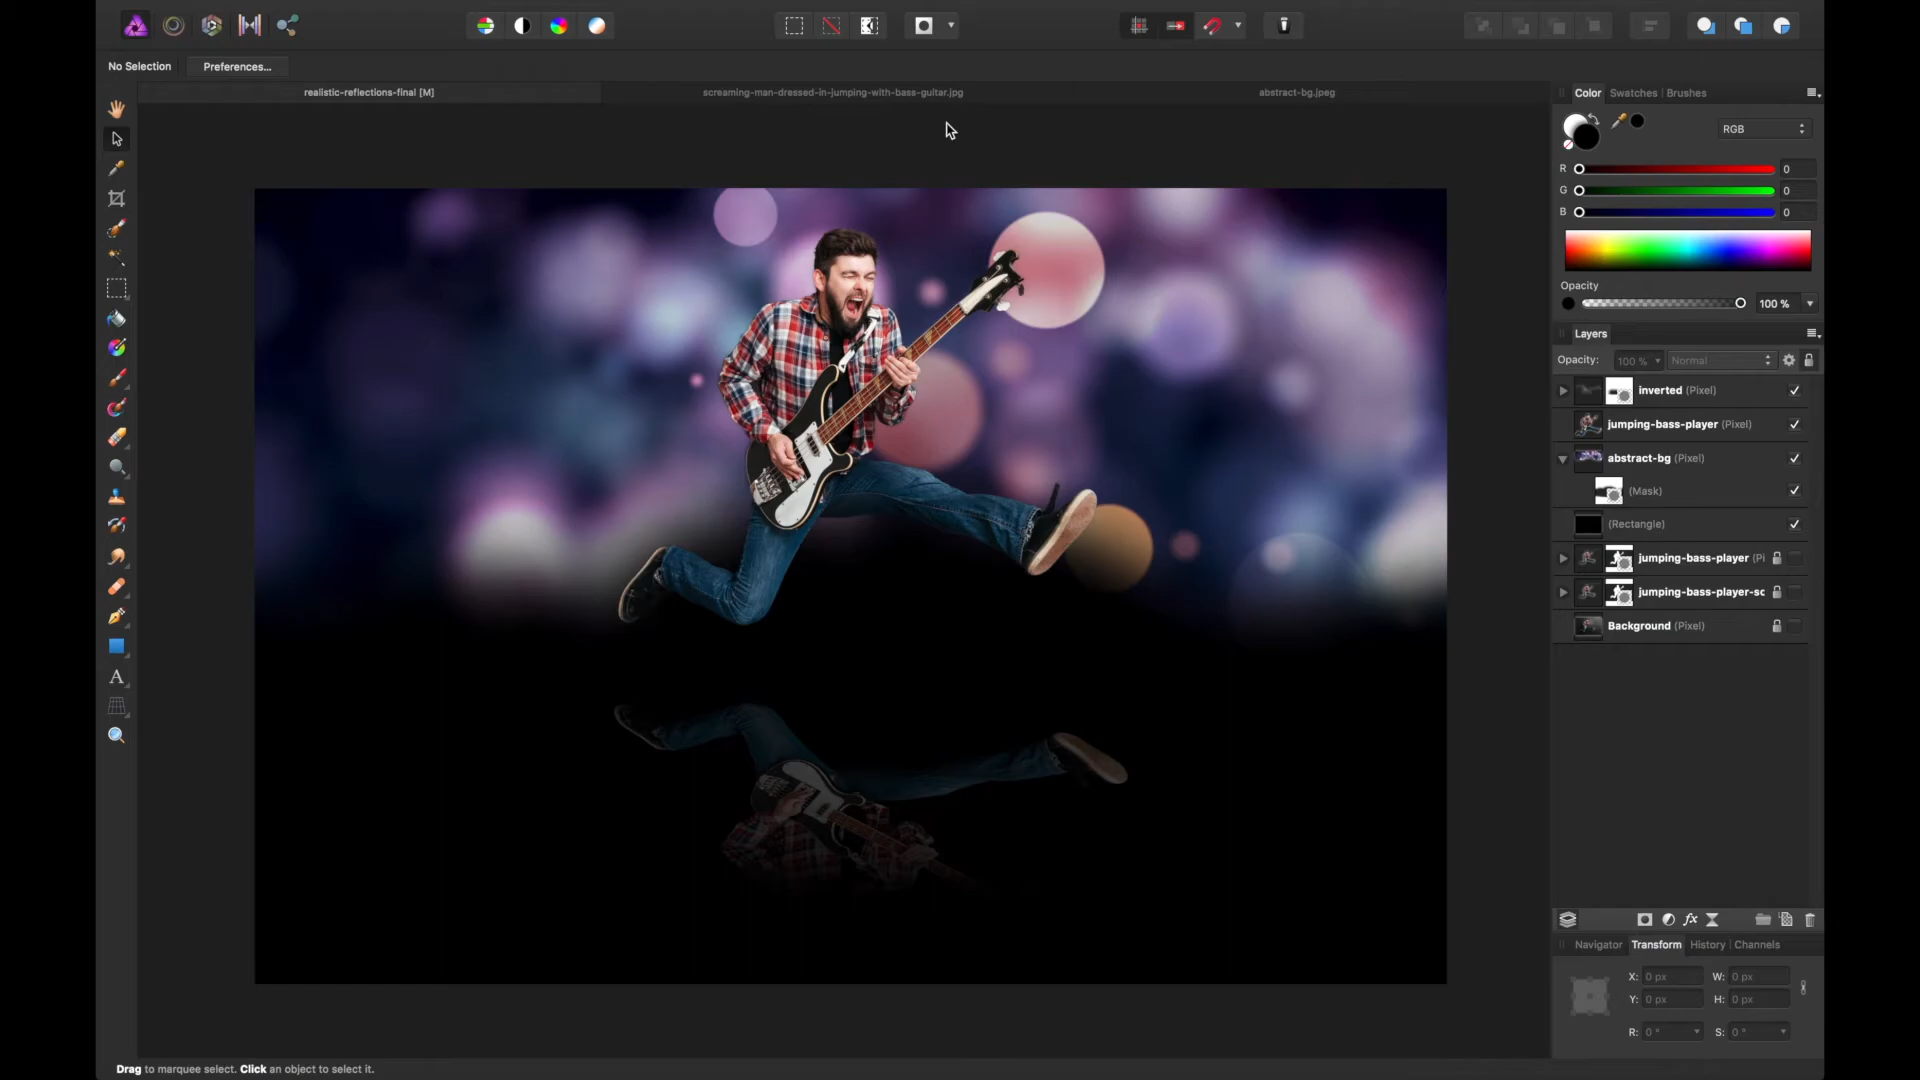 No Selection Preferences...
realistic-reflections-final [M] screaming-man-dressed-in-jumping-with-bass-guitar.jpg abstract-bg.jpeg
Color Swatches Brushes
RGB
R 0
G 0
B 0
Opacity
100 %
Layers
Opacity: 100 % Normal
inverted (Pixel)
jumping-bass-player (Pixel)
abstract-bg (Pixel)
(Mask)
(Rectangle)
jumping-bass-player (Pi
jumping-bass-player-sc
Background (Pixel)
fx
Navigator Transform History Channels
X: 0 px W: 0 px
Y: 0 px H: 0 px
R: 0 ° S: 0 °
A
Drag to marquee select. Click an object to select it.